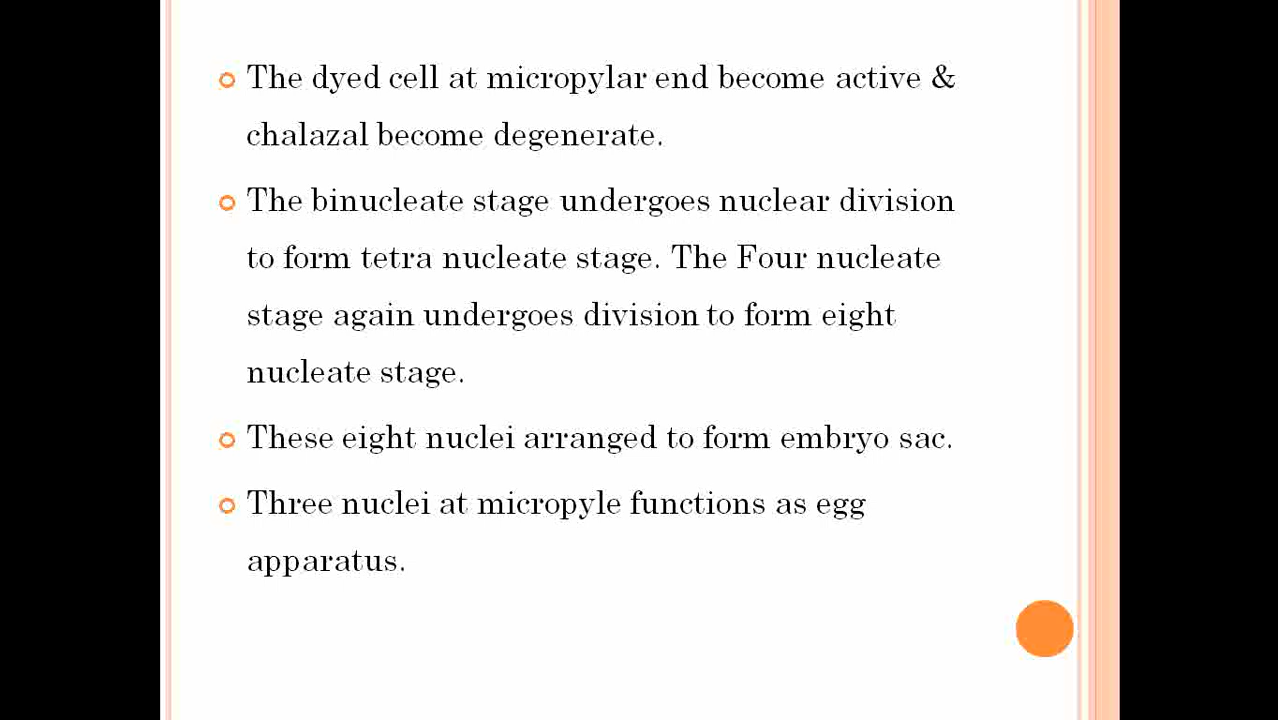 The dyed cell at micropylar end become active &
chalazal become degenerate.
The binucleate stage undergoes nuclear division
to form tetra nucleate stage. The Four nucleate
stage again undergoes division to form eight
nucleate stage.
These eight nuclei arranged to form embryo sac.
Three nuclei at micropyle functions as egg
apparatus.